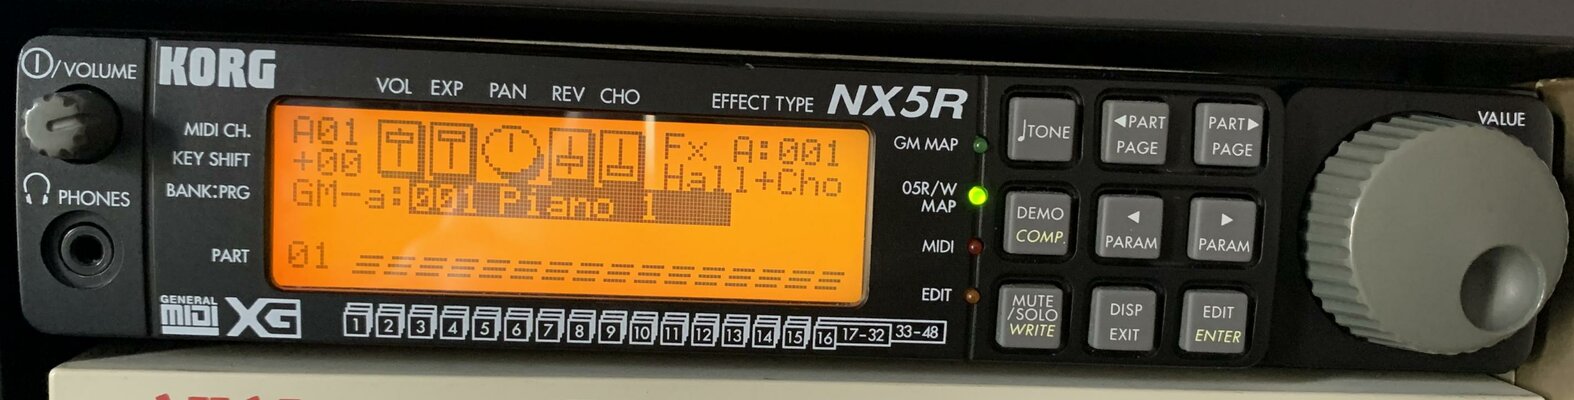 /VOLUME
KORG
VOL EXP PAN REV CHO
EFFECT TYPE
NX5R
MIDI CH.
KEY SHIFT
BANK:PRG
PART
PHONES
A01
+00
GM-a:001 Piano 1
Fx A:001
Hall+Cho
01
GENERAL
MIDI
XG
1 2 3 4 5 6 7 8 9 10 11 12 13 14 15 16 17-32 33-48
GM MAP
05R/W
MAP
MIDI
EDIT
TONE
◀PART
PAGE
PART▶
PAGE
DEMO
COMP.
◀
PARAM
▶
PARAM
MUTE
/SOLO
WRITE
DISP
EXIT
EDIT
ENTER
VALUE